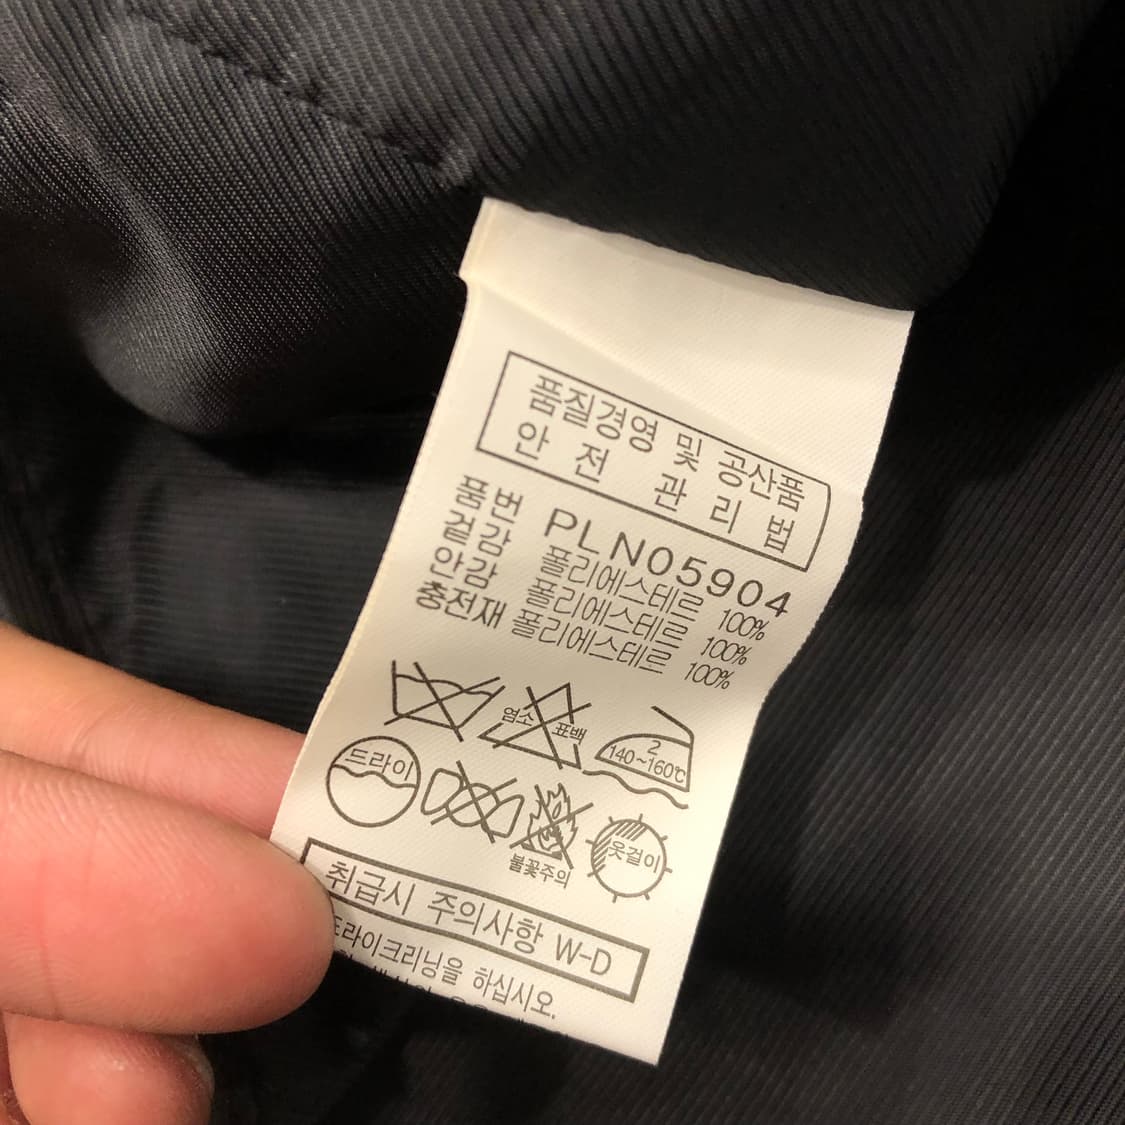 품질경영 및 공산품
안 전 관 리 법
품 번 PLN05904
겉감 폴리에스테르 100%
안감 폴리에스테르 100%
충전재 폴리에스테르 100%
염소 표백
2
140~160℃
드라이
불꽃주의
옷걸이
취급시 주의사항 W-D
드라이크리닝을 하십시오.